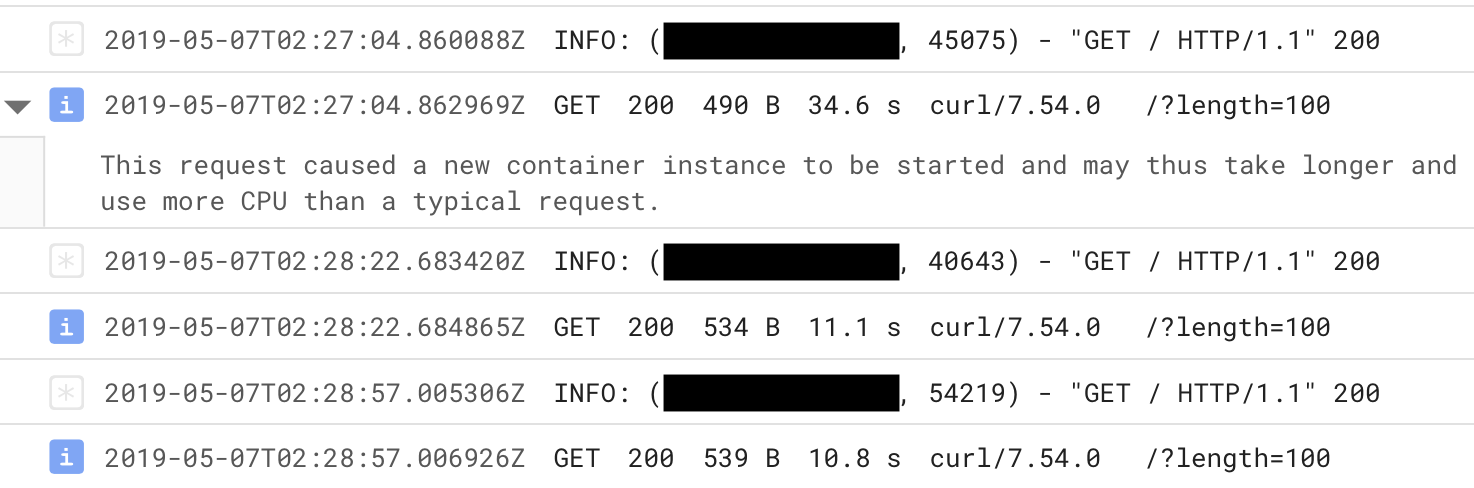 2019-05-07T02:27:04.860088Z INFO: (, 45075) - "GET / HTTP/1.1" 200
i 2019-05-07T02:27:04.862969Z GET 200 490 B 34.6 s curl/7.54.0 /?length=100
This request caused a new container instance to be started and may thus take longer and
use more CPU than a typical request.
2019-05-07T02:28:22.683420Z INFO: (, 40643) - "GET / HTTP/1.1" 200
i 2019-05-07T02:28:22.684865Z GET 200 534 B 11.1 s curl/7.54.0 /?length=100
2019-05-07T02:28:57.005306Z INFO: (, 54219) - "GET / HTTP/1.1" 200
i 2019-05-07T02:28:57.006926Z GET 200 539 B 10.8 s curl/7.54.0 /?length=100